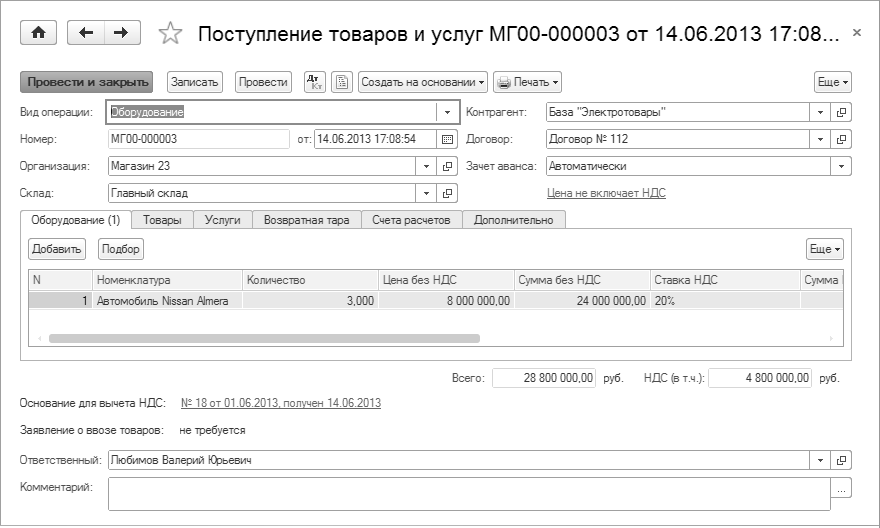 Поступление товаров и услуг МГ00-000003 от 14.06.2013 17:08...
Провести и закрыть Записать Провести Дт Кт Создать на основании Печать Еще
Вид операции: Оборудование Контрагент: База "Электротовары"
Номер: МГ00-000003 от: 14.06.2013 17:08:54 Договор: Договор № 112
Организация: Магазин 23 Зачет аванса: Автоматически
Склад: Главный склад Цена не включает НДС
Оборудование (1) Товары Услуги Возвратная тара Счета расчетов Дополнительно
Добавить Подбор Еще
N Номенклатура Количество Цена без НДС Сумма без НДС Ставка НДС Сумма
1 Автомобиль Nissan Almera 3,000 8 000 000,00 24 000 000,00 20%
Всего: 28 800 000,00 руб. НДС (в т.ч.): 4 800 000,00 руб.
Основание для вычета НДС: № 18 от 01.06.2013, получен 14.06.2013
Заявление о ввозе товаров: не требуется
Ответственный: Любимов Валерий Юрьевич
Комментарий: ...